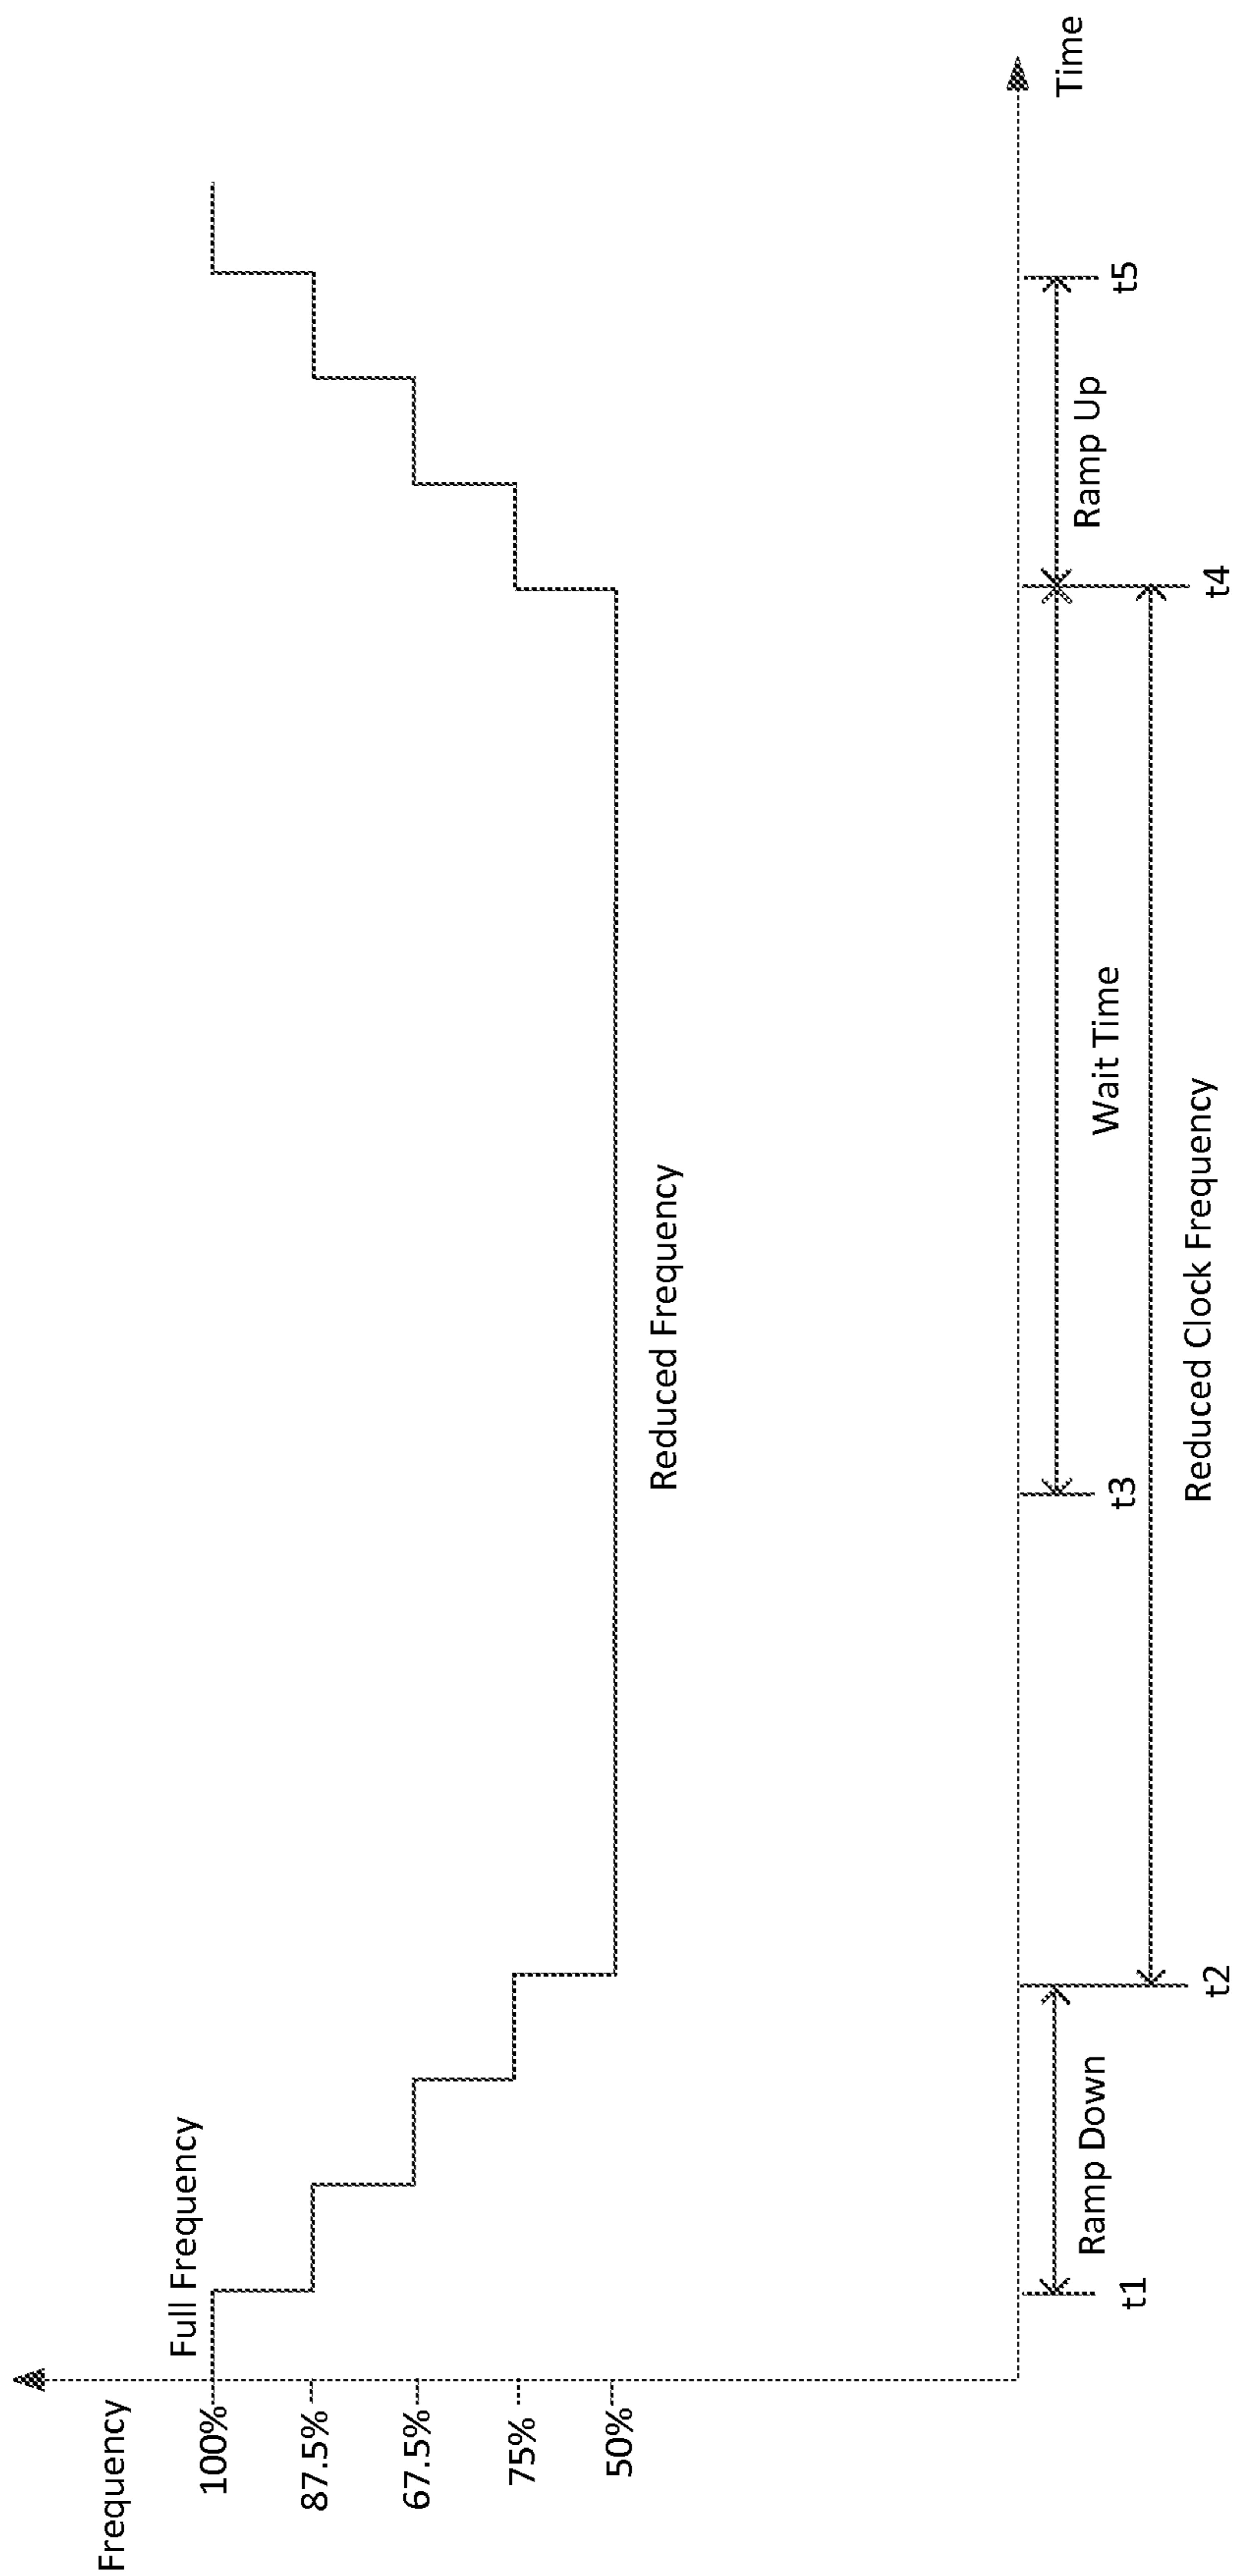 Frequency
Full Frequency
100%
87.5%
67.5%
75%
50%
Reduced Frequency
Time
Ramp Down
Wait Time
Ramp Up
t1
t3
t5
Reduced Clock Frequency
t2
t4